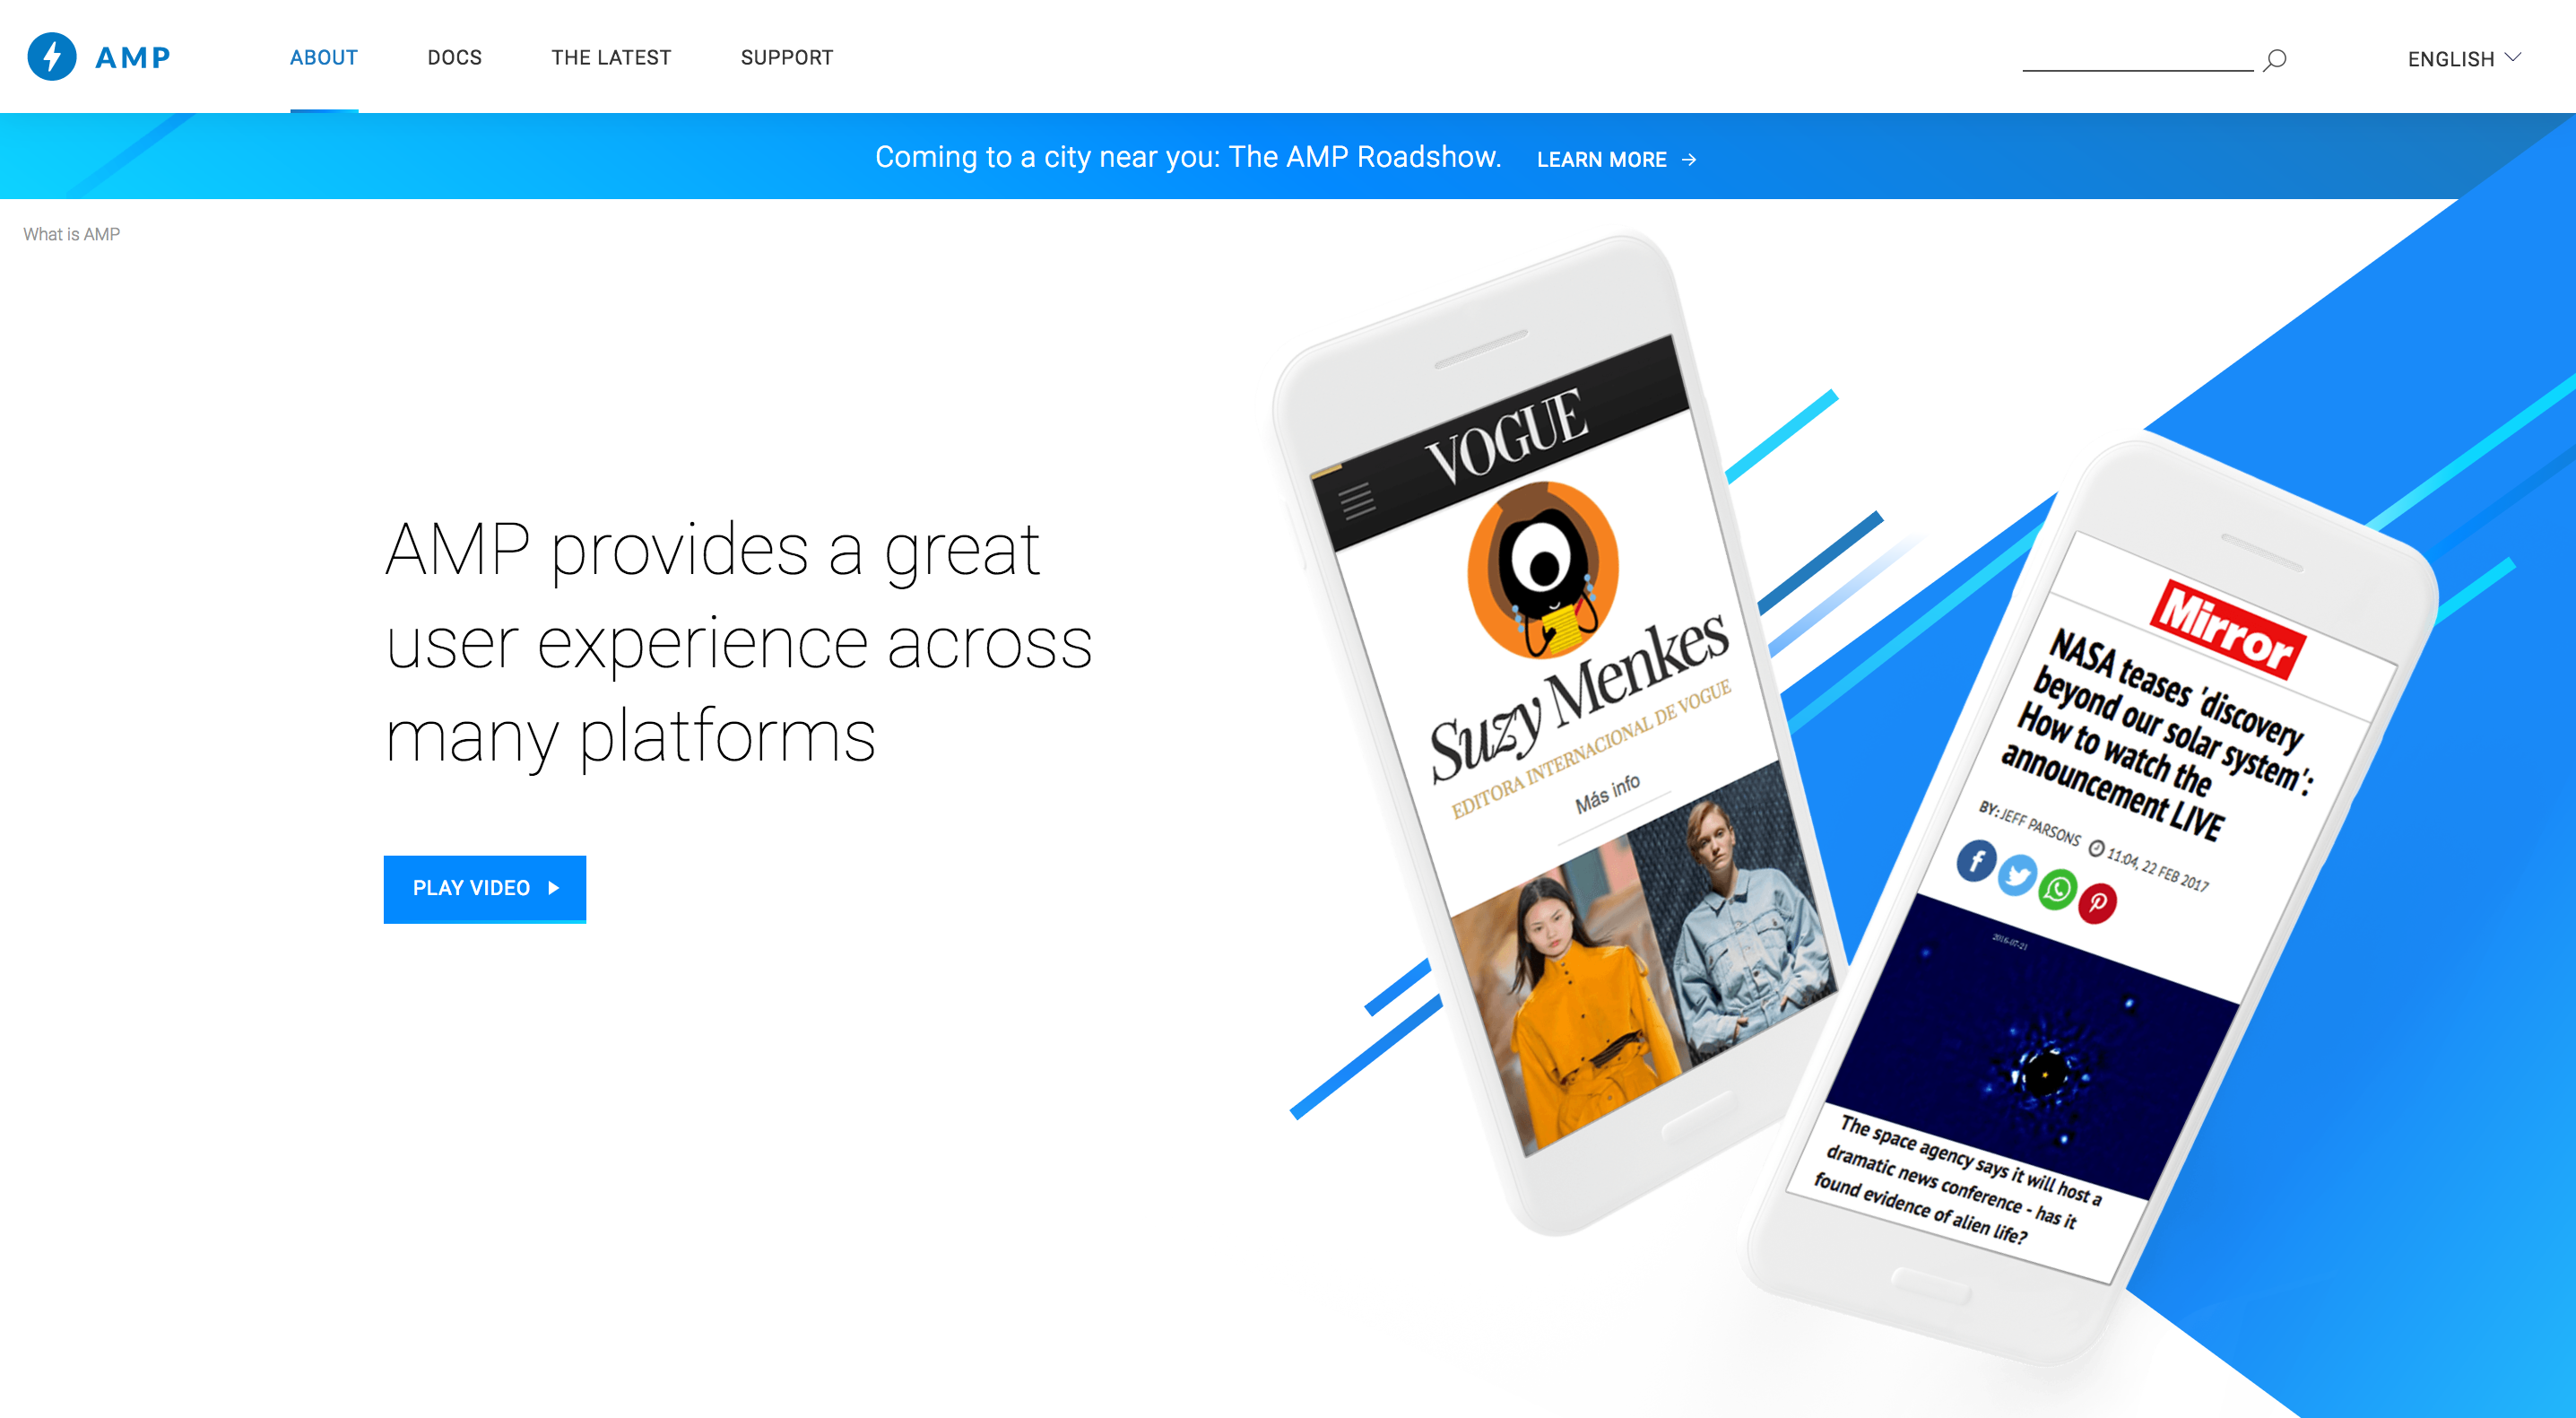 AMP
ABOUT
DOCS
THE LATEST
SUPPORT
ENGLISH
Coming to a city near you: The AMP Roadshow.
LEARN MORE →
What is AMP
AMP provides a great
user experience across
many platforms
PLAY VIDEO
VOGUE
Suzy Menkes
EDITORA INTERNACIONAL DE VOGUE
Más info
Mirror
NASA teases 'discovery
beyond our solar system':
How to watch the
announcement LIVE
BY: JEFF PARSONS 11:04, 22 FEB 2017
2016-07-21
The space agency says it will host a
dramatic news conference - has it
found evidence of alien life?